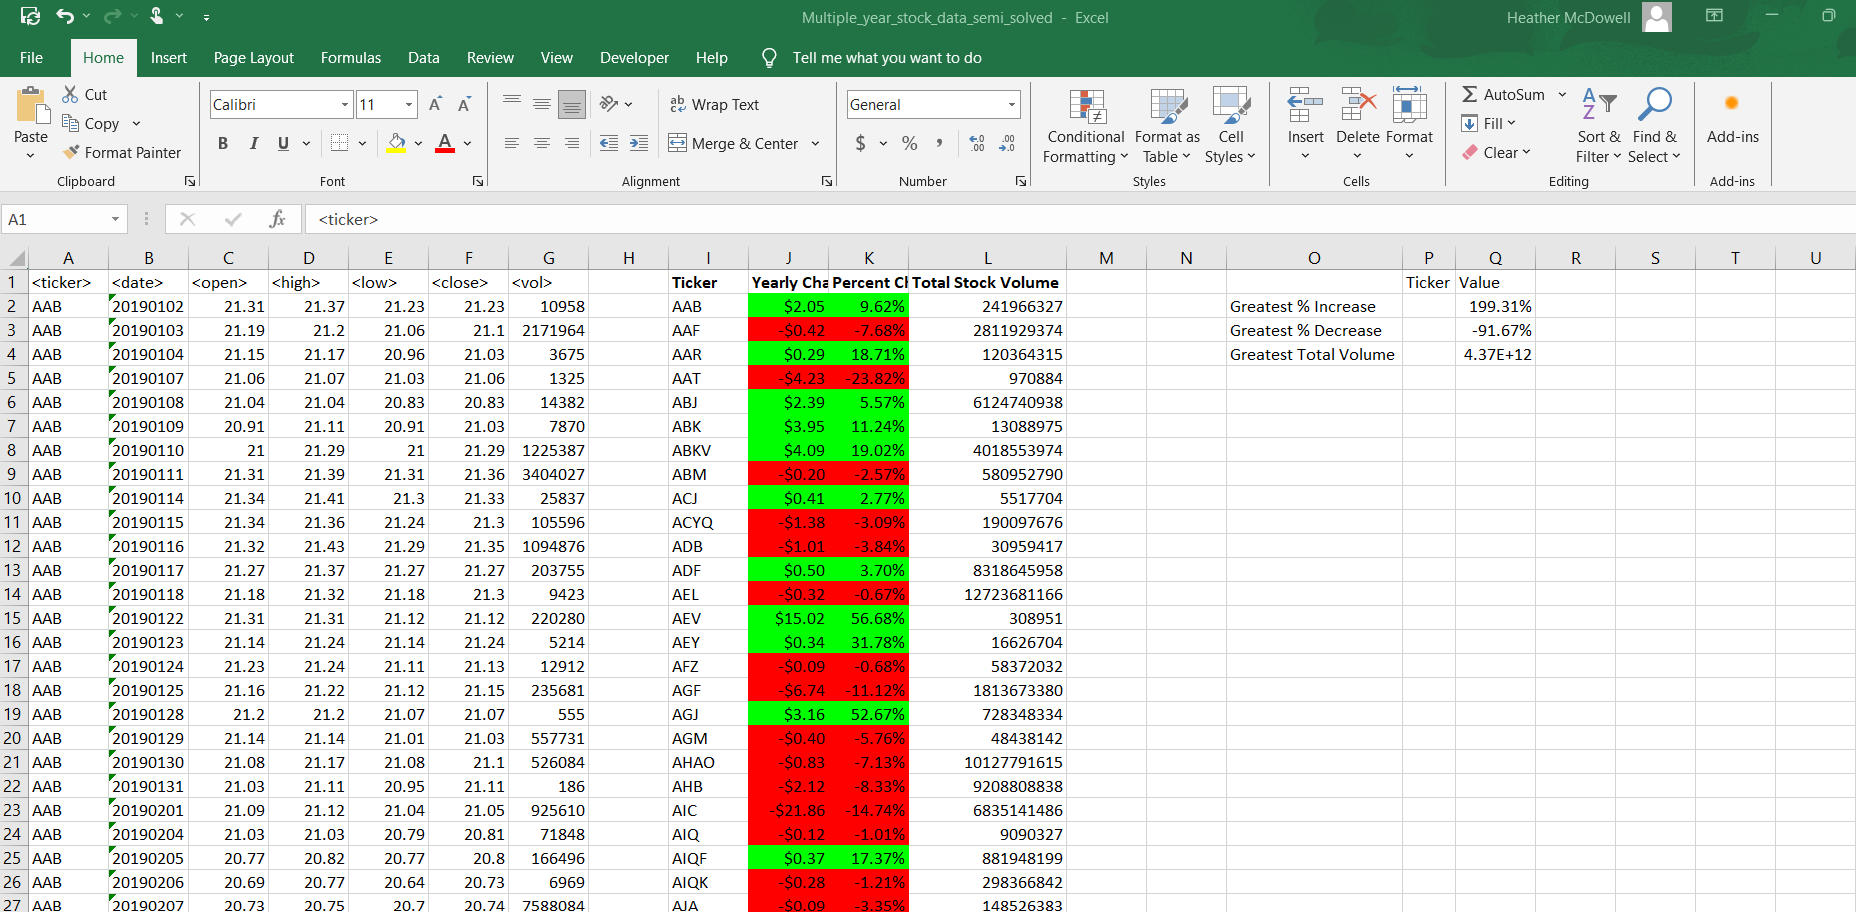 Multiple_year_stock_data_semi_solved - Excel
Heather McDowell
File Home Insert Page Layout Formulas Data Review View Developer Help Tell me what you want to do
Paste
Cut
Copy
Format Painter
Clipboard
Calibri 11
B I U
Font
ab Wrap Text
Merge & Center
Alignment
General
$ % ,
Number
Conditional Formatting
Format as Table
Cell Styles
Styles
Insert Delete Format
Cells
AutoSum
Fill
Clear
Sort & Filter
Find & Select
Editing
Add-ins
Add-ins
A1 fx <ticker>
A B C D E F G H I J K L M N O P Q R S T U
1 <ticker> <date> <open> <high> <low> <close> <vol> Ticker Yearly Cha Percent Ch Total Stock Volume Ticker Value
2 AAB 20190102 21.31 21.37 21.23 21.23 10958 AAB $2.05 9.62% 241966327 Greatest % Increase 199.31%
3 AAB 20190103 21.19 21.2 21.06 21.1 2171964 AAF -$0.42 -7.68% 2811929374 Greatest % Decrease -91.67%
4 AAB 20190104 21.15 21.17 20.96 21.03 3675 AAR $0.29 18.71% 120364315 Greatest Total Volume 4.37E+12
5 AAB 20190107 21.06 21.07 21.03 21.06 1325 AAT -$4.23 -23.82% 970884
6 AAB 20190108 21.04 21.04 20.83 20.83 14382 ABJ $2.39 5.57% 6124740938
7 AAB 20190109 20.91 21.11 20.91 21.03 7870 ABK $3.95 11.24% 13088975
8 AAB 20190110 21 21.29 21 21.29 1225387 ABKV $4.09 19.02% 4018553974
9 AAB 20190111 21.31 21.39 21.31 21.36 3404027 ABM -$0.20 -2.57% 580952790
10 AAB 20190114 21.34 21.41 21.3 21.33 25837 ACJ $0.41 2.77% 5517704
11 AAB 20190115 21.34 21.36 21.24 21.3 105596 ACYQ -$1.38 -3.09% 190097676
12 AAB 20190116 21.32 21.43 21.29 21.35 1094876 ADB -$1.01 -3.84% 30959417
13 AAB 20190117 21.27 21.37 21.27 21.27 203755 ADF $0.50 3.70% 8318645958
14 AAB 20190118 21.18 21.32 21.18 21.3 9423 AEL -$0.32 -0.67% 12723681166
15 AAB 20190122 21.31 21.31 21.12 21.12 220280 AEV $15.02 56.68% 308951
16 AAB 20190123 21.14 21.24 21.14 21.24 5214 AEY $0.34 31.78% 16626704
17 AAB 20190124 21.23 21.24 21.11 21.13 12912 AFZ -$0.09 -0.68% 58372032
18 AAB 20190125 21.16 21.22 21.12 21.15 235681 AGF -$6.74 -11.12% 1813673380
19 AAB 20190128 21.2 21.2 21.07 21.07 555 AGJ $3.16 52.67% 728348334
20 AAB 20190129 21.14 21.14 21.01 21.03 557731 AGM -$0.40 -5.76% 48438142
21 AAB 20190130 21.08 21.17 21.08 21.1 526084 AHAO -$0.83 -7.13% 10127791615
22 AAB 20190131 21.03 21.11 20.95 21.11 186 AHB -$2.12 -8.33% 9208808838
23 AAB 20190201 21.09 21.12 21.04 21.05 925610 AIC -$21.86 -14.74% 6835141486
24 AAB 20190204 21.03 21.03 20.79 20.81 71848 AIQ -$0.12 -1.01% 9090327
25 AAB 20190205 20.77 20.82 20.77 20.8 166496 AIQF $0.37 17.37% 881948199
26 AAB 20190206 20.69 20.77 20.64 20.73 6969 AIQK -$0.28 -1.21% 298366842
27 AAB 20190207 20.73 20.75 20.7 20.74 7588084 AJA -$0.09 -3.35% 148526383